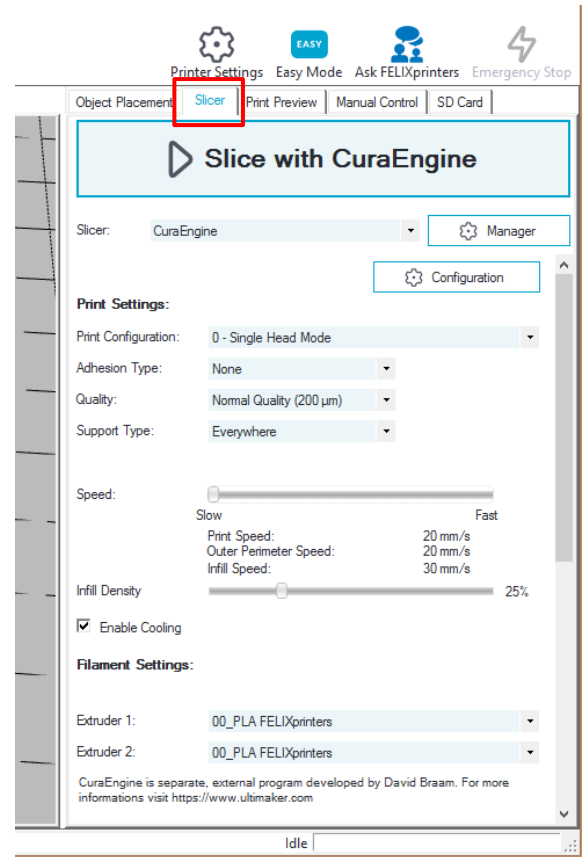 EASY
Printer Settings Easy Mode Ask FELIXprinters Emergency Stop
Object Placement Slicer Print Preview Manual Control SD Card
Slice with CuraEngine
Slicer: CuraEngine Manager
Configuration
Print Settings:
Print Configuration: 0 - Single Head Mode
Adhesion Type: None
Quality: Normal Quality (200 µm)
Support Type: Everywhere
Speed:
Slow Fast
Print Speed: 20 mm/s
Outer Perimeter Speed: 20 mm/s
Infill Speed: 30 mm/s
Infill Density 25%
Enable Cooling
Filament Settings:
Extruder 1: 00_PLA FELIXprinters
Extruder 2: 00_PLA FELIXprinters
CuraEngine is separate, external program developed by David Braam. For more
informations visit https://www.ultimaker.com
Idle